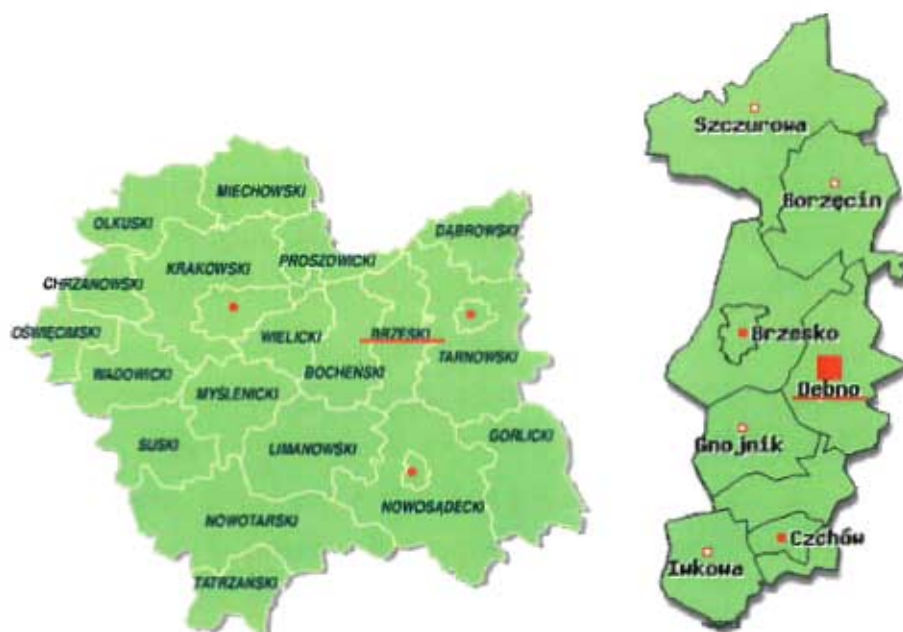 MIECHOWSKI
OLKUSKI
DĄBROWSKI
PROSZOWICKI
KRAKOWSKI
CHRZANOWSKI
OŚWIĘCIMSKI
WIELICKI
BRZESKI
TARNOWSKI
WADOWICKI
BOCHEŃSKI
MYŚLENICKI
SUSKI
LIMANOWSKI
GORLICKI
NOWOSĄDECKI
NOWOTARSKI
TATRZAŃSKI
Szczurowa
Borzęcin
Brzesko
Dębno
Gnojnik
Czchów
Iwkowa